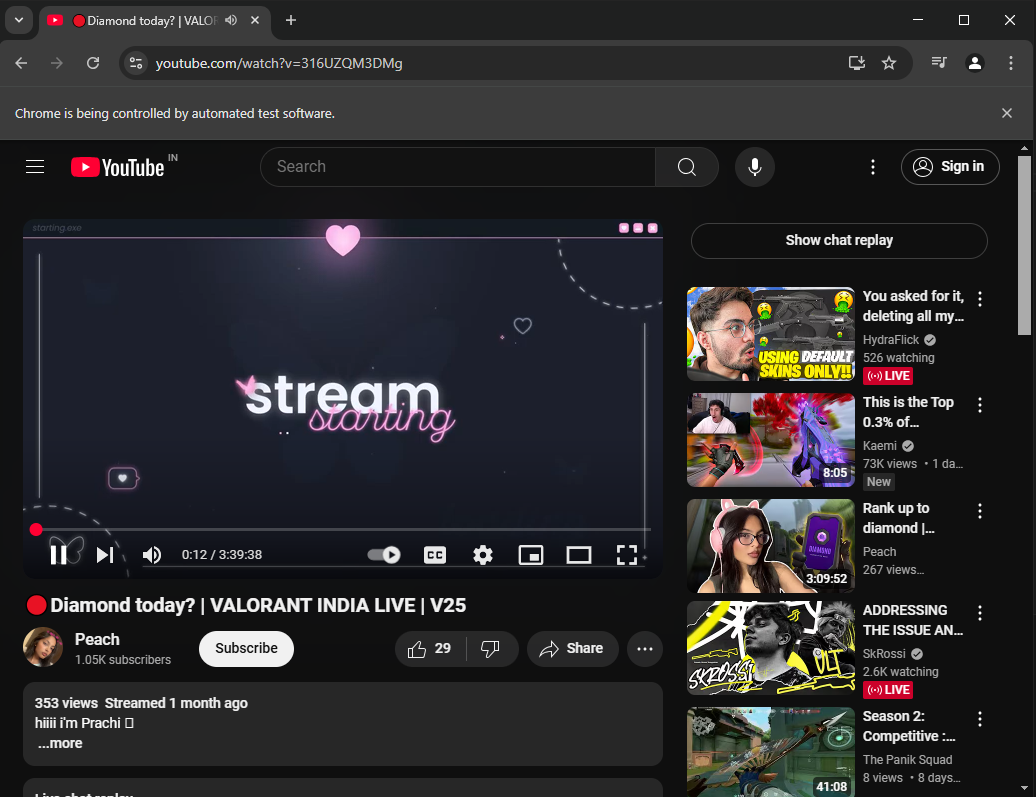 🔴Diamond today? | VALOR
youtube.com/watch?v=316UZQM3DMg
Chrome is being controlled by automated test software.
YouTube IN
Search
Sign in
starting.exe
stream
starting
CC
0:12 / 3:39:38
🔴Diamond today? | VALORANT INDIA LIVE | V25
Peach
1.05K subscribers
Subscribe
29
Share
353 views Streamed 1 month ago
hiiii i'm Prachi
...more
Live chat replay
Show chat replay
USING DEFAULT
SKINS ONLY!!
You asked for it,
deleting all my...
HydraFlick
526 watching
LIVE
8:05
This is the Top
0.3% of...
Kaemi
73K views • 1 da...
New
DIAMOND
3:09:52
Rank up to
diamond |...
Peach
267 views...
SKROSSI
ADDRESSING
THE ISSUE AN...
SkRossi
2.6K watching
LIVE
41:08
Season 2:
Competitive :...
The Panik Squad
8 views • 8 days...